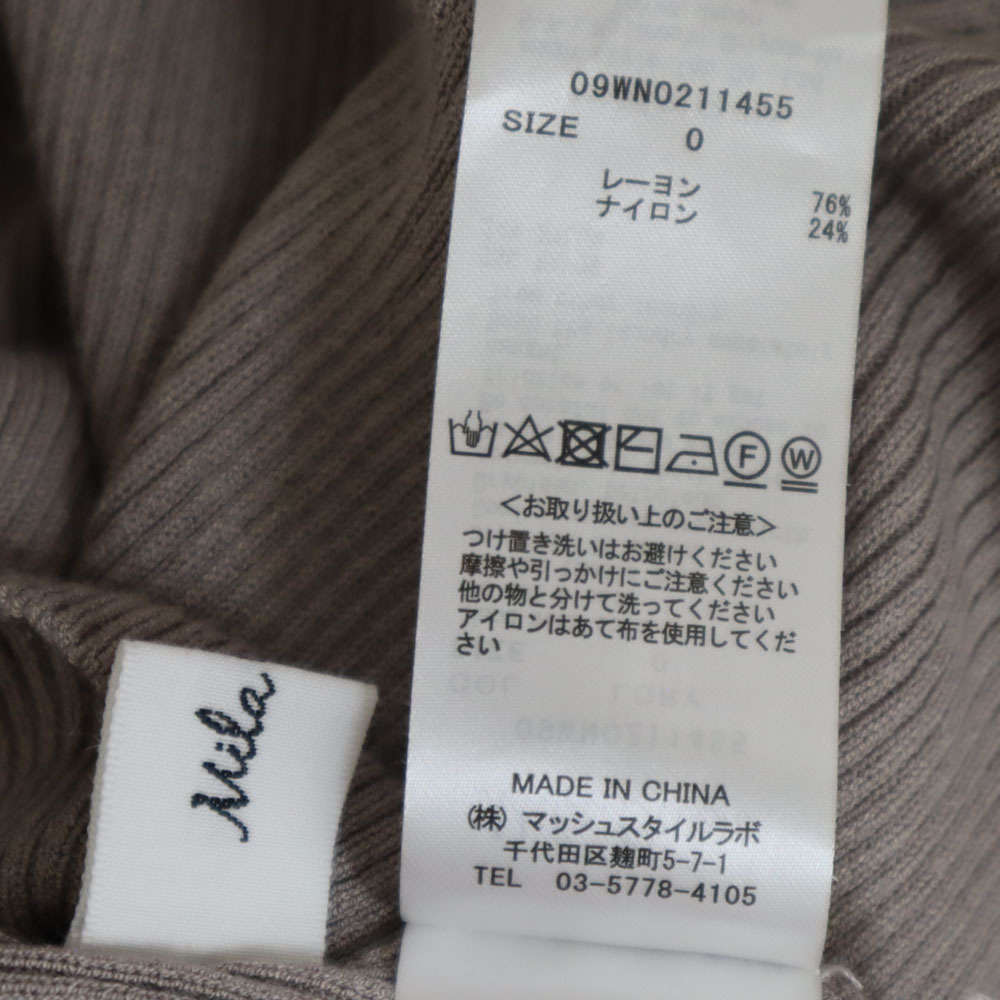 09WNO211455
SIZE 0
レーヨン 76%
ナイロン 24%
F W
<お取り扱い上のご注意>
つけ置き洗いはお避けください
摩擦や引っかけにご注意ください
他の物と分けて洗ってください
アイロンはあて布を使用してくだ
さい
MADE IN CHINA
(株) マッシュスタイルラボ
千代田区麹町5-7-1
TEL 03-5778-4105
Mila